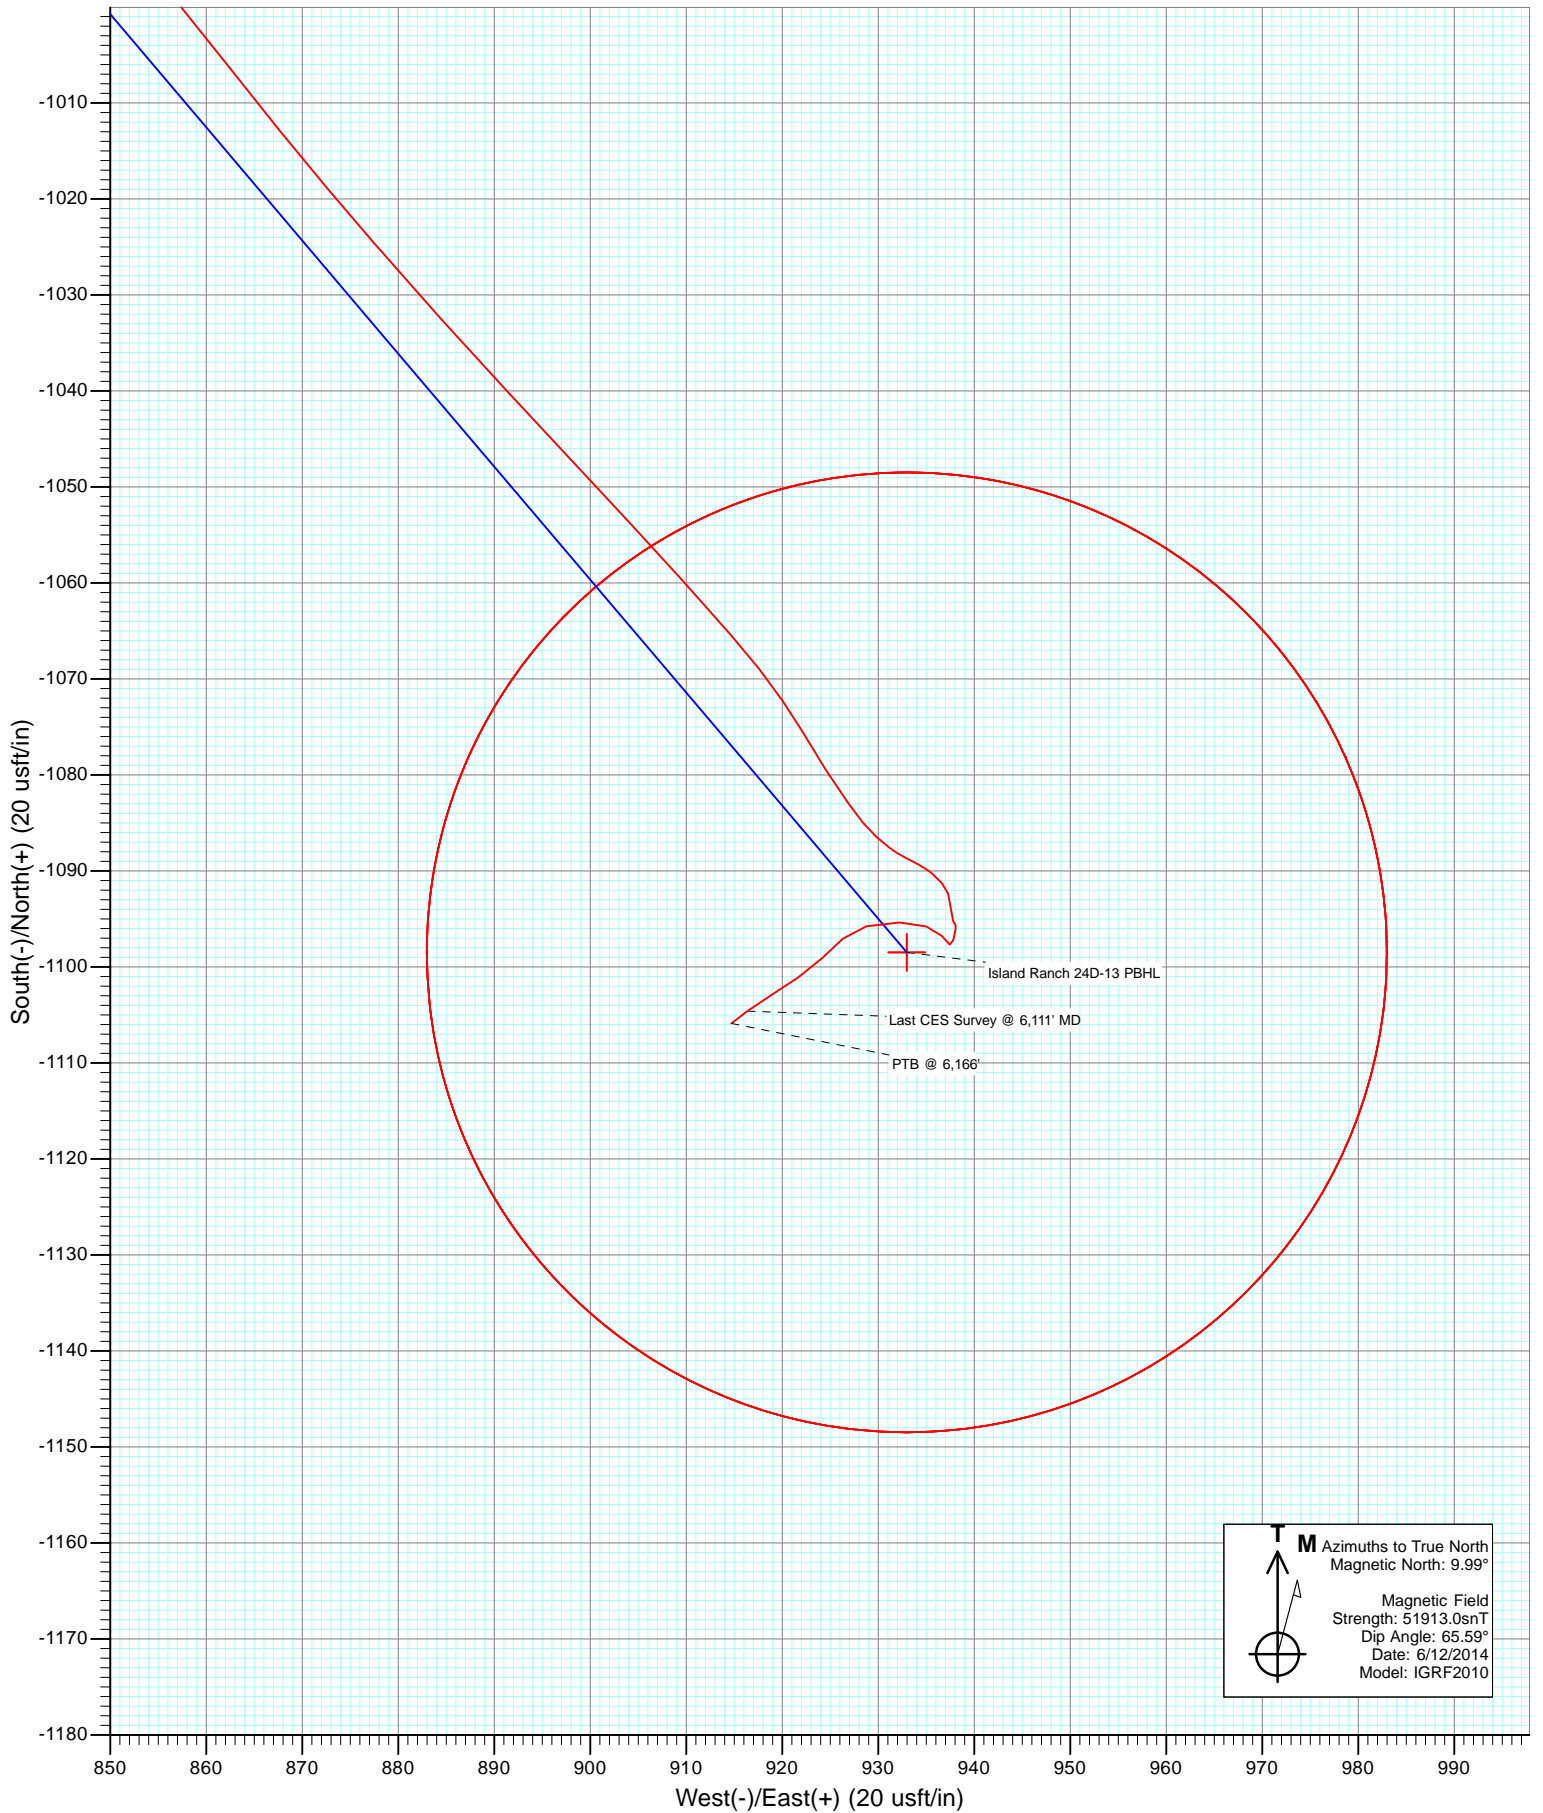 -1010
-1020
-1030
-1040
-1050
-1060
-1070
-1080
-1090
-1100
-1110
-1120
-1130
-1140
-1150
-1160
-1170
-1180
South(-)/North(+) (20 usft/in)
Island Ranch 24D-13 PBHL
Last CES Survey @ 6,111' MD
PTB @ 6,166'
T
M
Azimuths to True North
Magnetic North: 9.99°
Magnetic Field
Strength: 51913.0snT
Dip Angle: 65.59°
Date: 6/12/2014
Model: IGRF2010
850 860 870 880 890 900 910 920 930 940 950 960 970 980 990
West(-)/East(+) (20 usft/in)